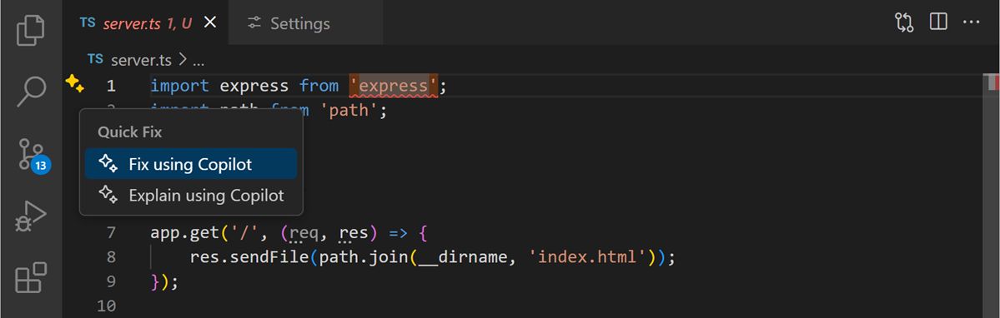 TS server.ts 1, U Settings
TS server.ts > ...
1 import express from 'express';
2 import path from 'path';
Quick Fix
Fix using Copilot
Explain using Copilot
13
7 app.get('/', (req, res) => {
8 res.sendFile(path.join(__dirname, 'index.html'));
9 });
10